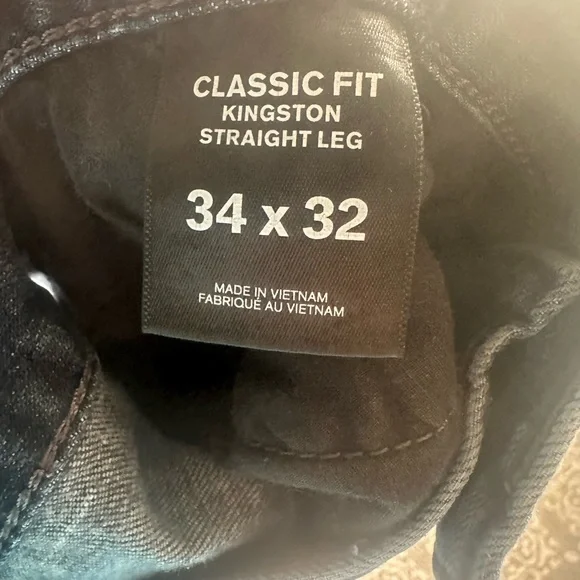 CLASSIC FIT
KINGSTON
STRAIGHT LEG
34 x 32
MADE IN VIETNAM
FABRIQUÉ AU VIETNAM